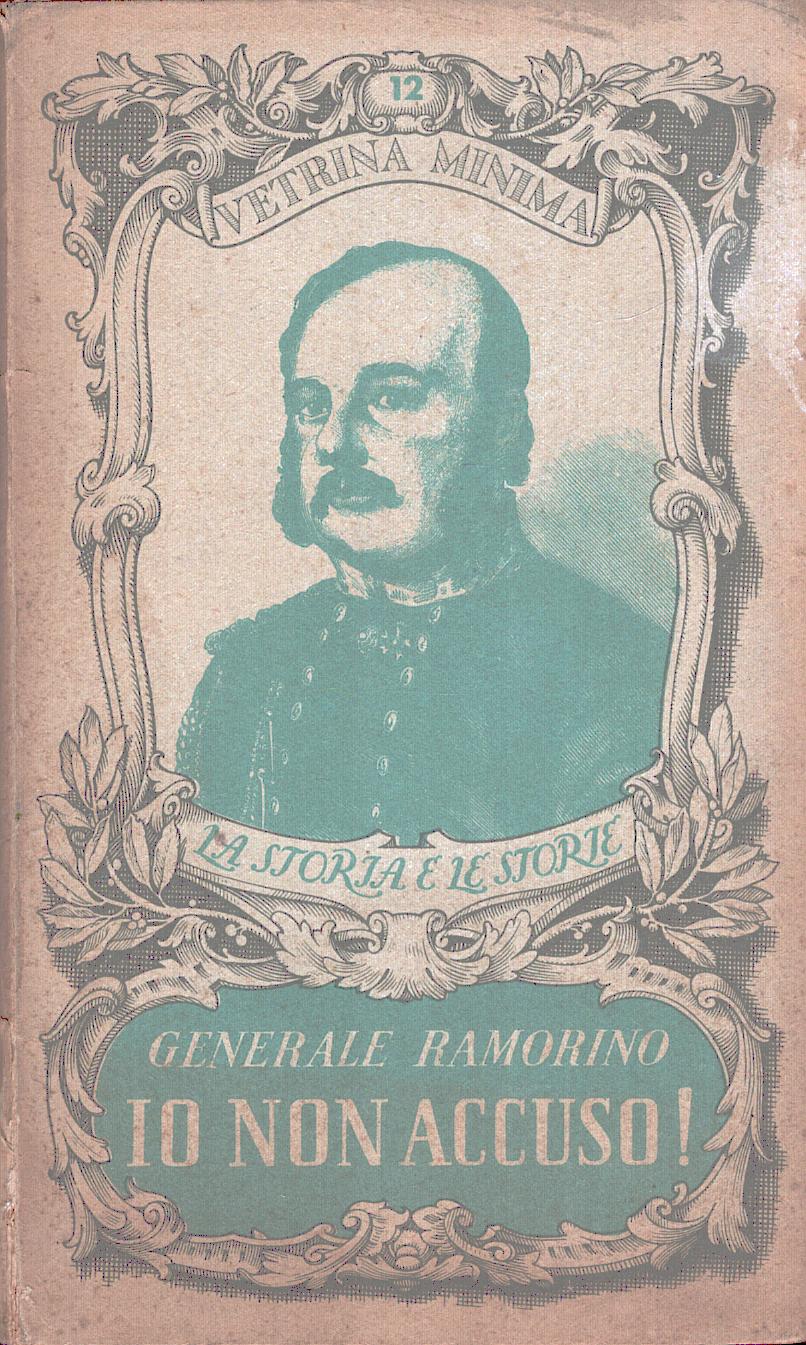 12
VETRINA MINIMA
LA STORIA E LE STORIE
GENERALE RAMORINO
IO NON ACCUSO!